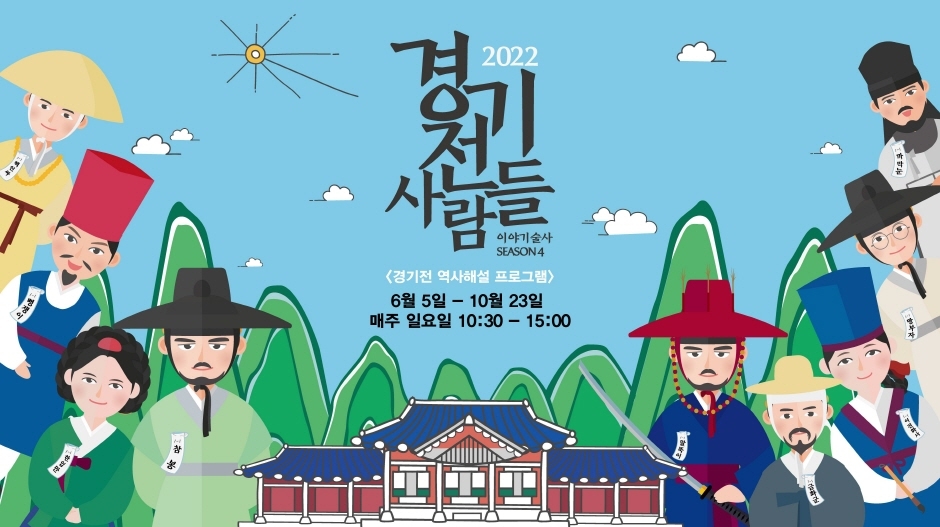 2022
경기전
사람들
이야기술사
SEASON 4
<경기전 역사해설 프로그램>
6월 5일 – 10월 23일
매주 일요일 10:30 – 15:00
참봉